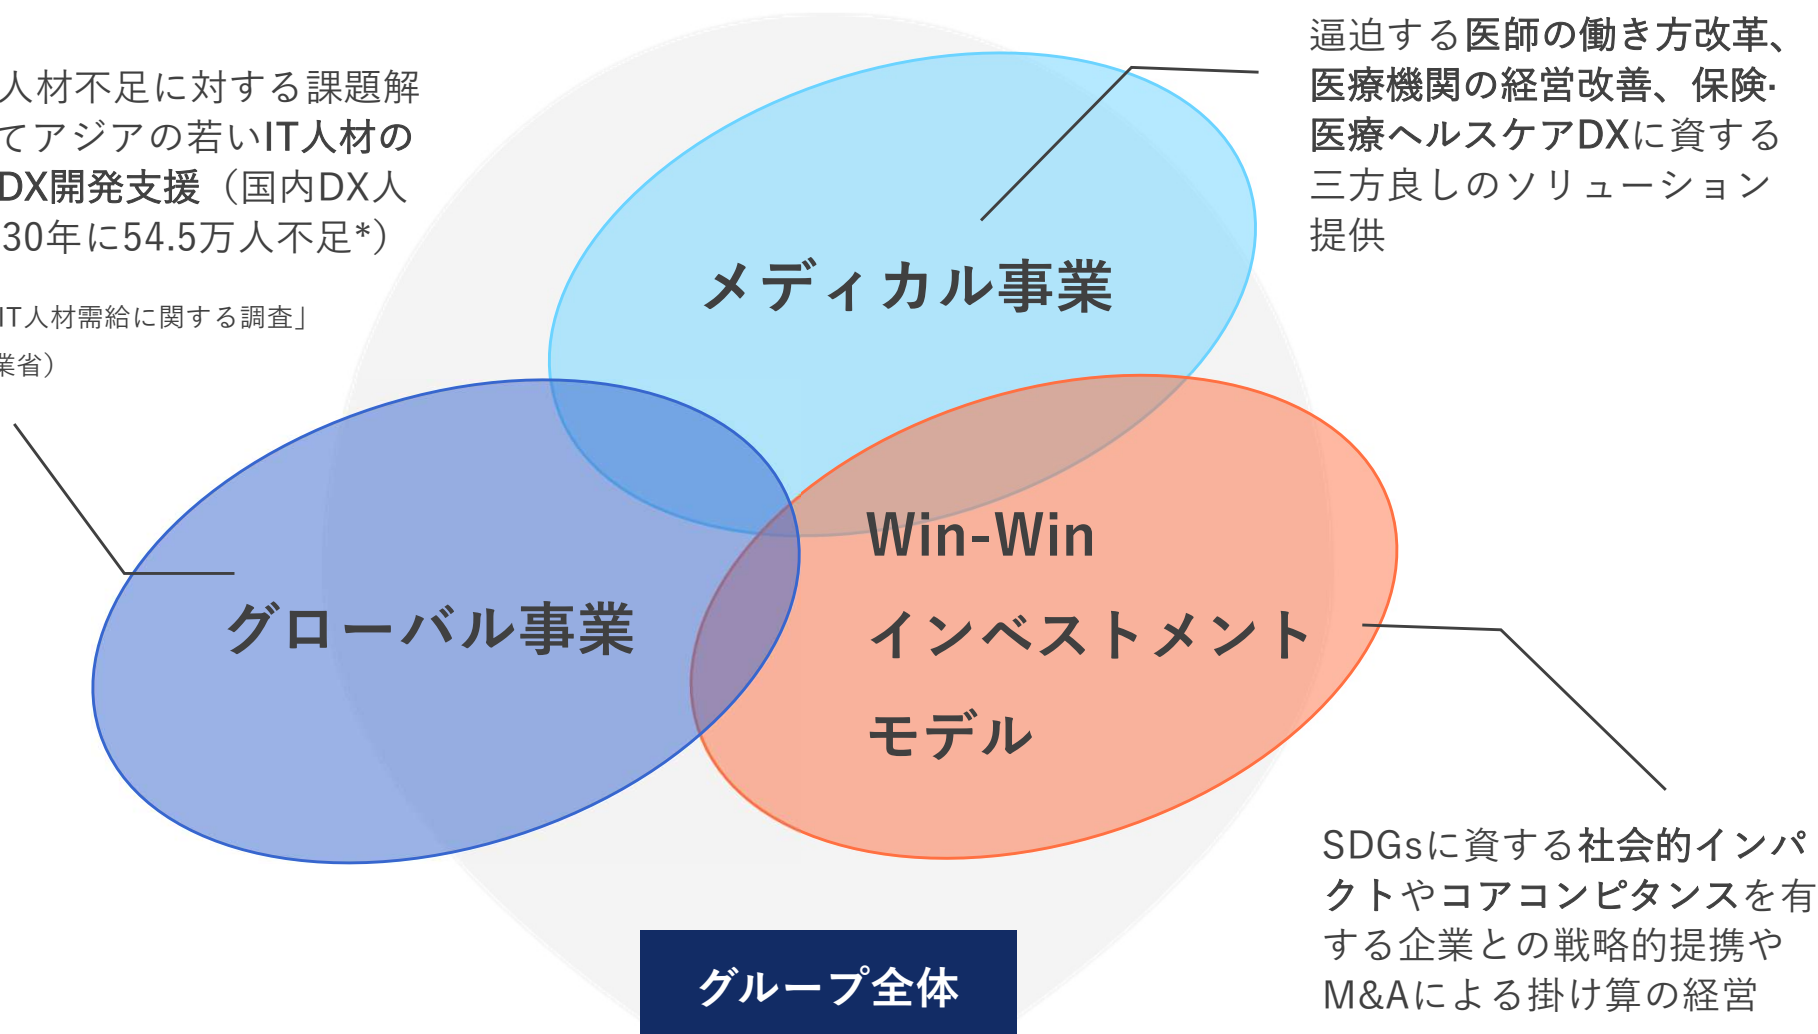 人材不足に対する課題解
てアジアの若いIT人材の
DX開発支援（国内DX人
30年に54.5万人不足*）
IT人材需給に関する調査」
業省）
逼迫する医師の働き方改革、
医療機関の経営改善、保険·
医療ヘルスケアDXに資する
三方良しのソリューション
提供
メディカル事業
グローバル事業
Win-Win
インベストメント
モデル
SDGsに資する社会的インパ
クトやコアコンピタンスを有
する企業との戦略的提携や
M&Aによる掛け算の経営
グループ全体